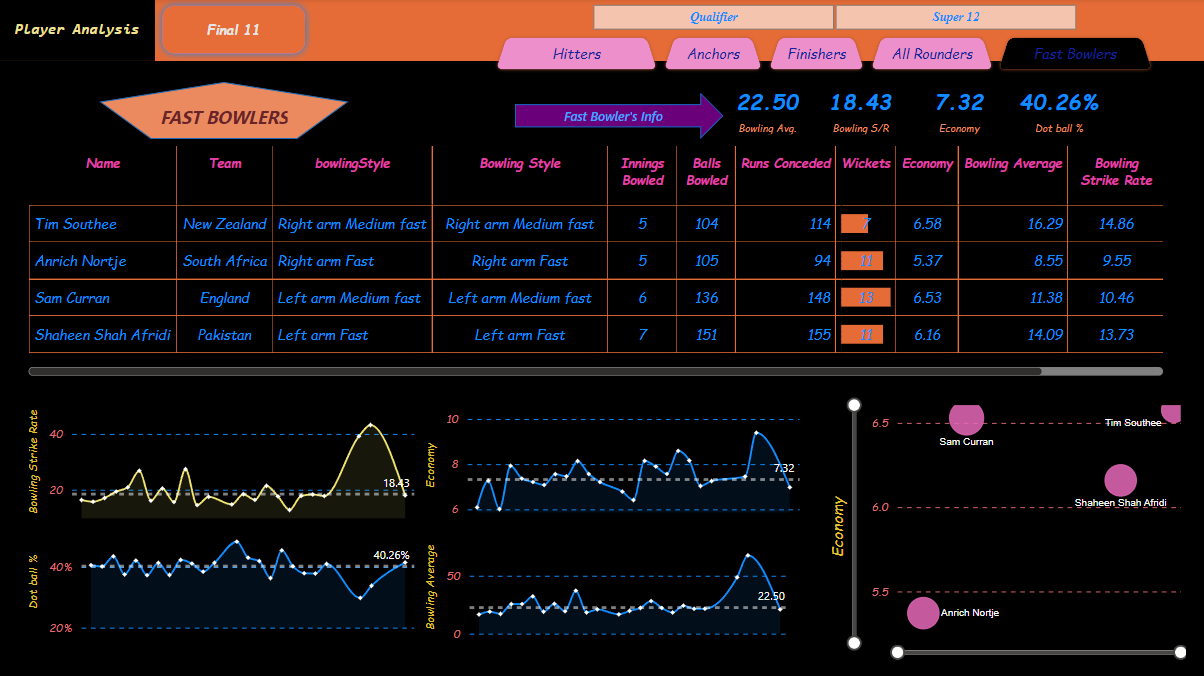 Player Analysis
Final 11
Qualifier
Super 12
Hitters
Anchors
Finishers
All Rounders
Fast Bowlers
FAST BOWLERS
Fast Bowler's Info
22.50
18.43
7.32
40.26%
Bowling Avg.
Bowling S/R
Economy
Dot ball %
Name Team bowlingStyle Bowling Style Innings Bowled Balls Bowled Runs Conceded Wickets Economy Bowling Average Bowling Strike Rate
Tim Southee New Zealand Right arm Medium fast Right arm Medium fast 5 104 114 7 6.58 16.29 14.86
Anrich Nortje South Africa Right arm Fast Right arm Fast 5 105 94 11 5.37 8.55 9.55
Sam Curran England Left arm Medium fast Left arm Medium fast 6 136 148 13 6.53 11.38 10.46
Shaheen Shah Afridi Pakistan Left arm Fast Left arm Fast 7 151 155 11 6.16 14.09 13.73
Bowling Strike Rate
40
20
18.43
Economy
10
8
6
7.32
Dot ball %
40%
20%
40.26%
Bowling Average
50
0
22.50
Economy
6.5
6.0
5.5
Sam Curran
Tim Southee
Shaheen Shah Afridi
Anrich Nortje